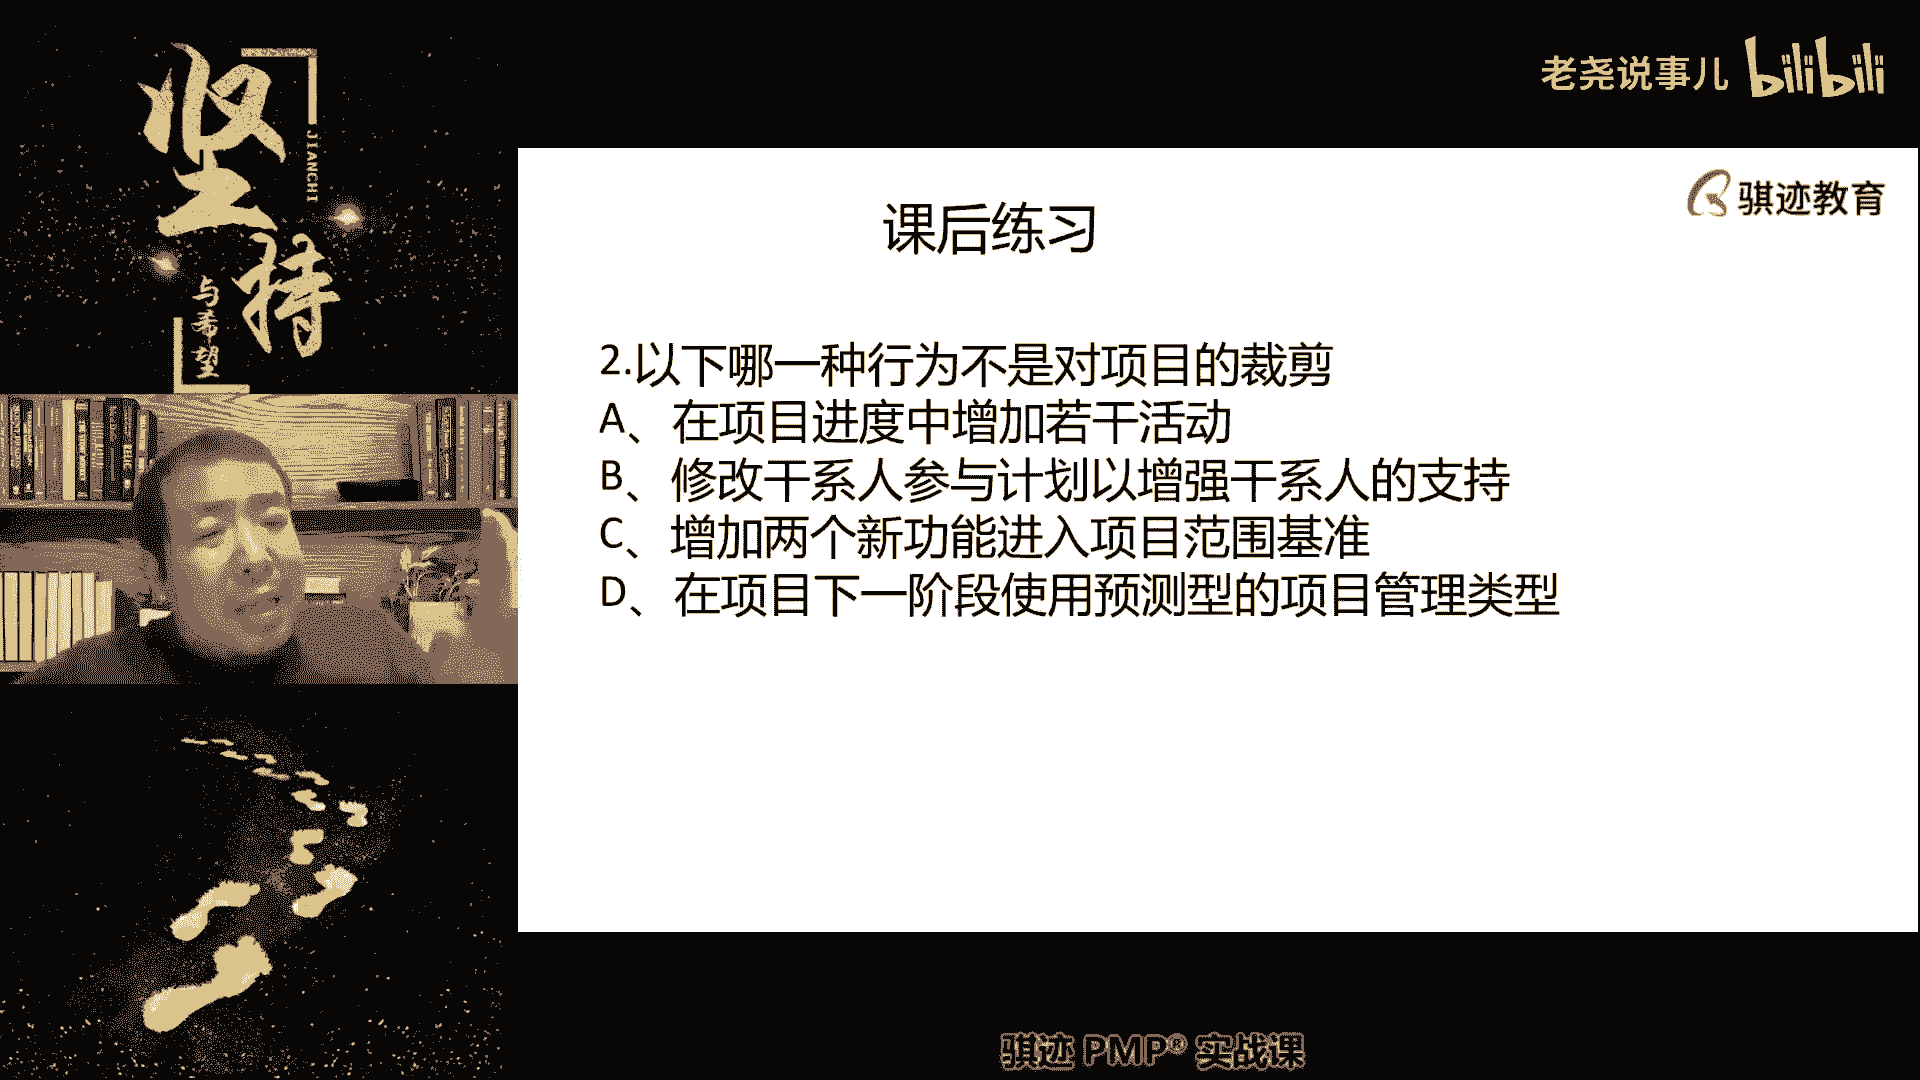 坚持
JIANCHI
与希望
老尧说事儿 bilibili
骐迹教育
课后练习
2.以下哪一种行为不是对项目的裁剪
A、在项目进度中增加若干活动
B、修改干系人参与计划以增强干系人的支持
C、增加两个新功能进入项目范围基准
D、在项目下一阶段使用预测型的项目管理类型
骐迹 PMP® 实战课